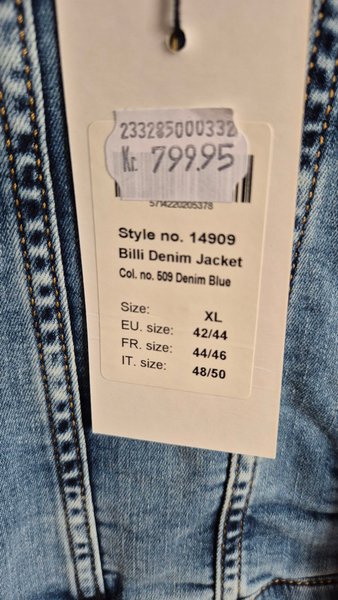 233285000332
Kr. 799.95
5714220205378
Style no. 14909
Billi Denim Jacket
Col. no. 509 Denim Blue
Size: XL
EU. size: 42/44
FR. size: 44/46
IT. size: 48/50